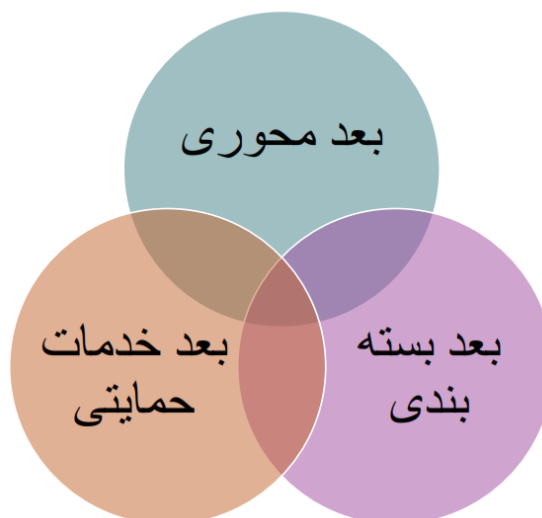 بعد محوری
بعد بسته
بندی
بعد خدمات
حمایتی